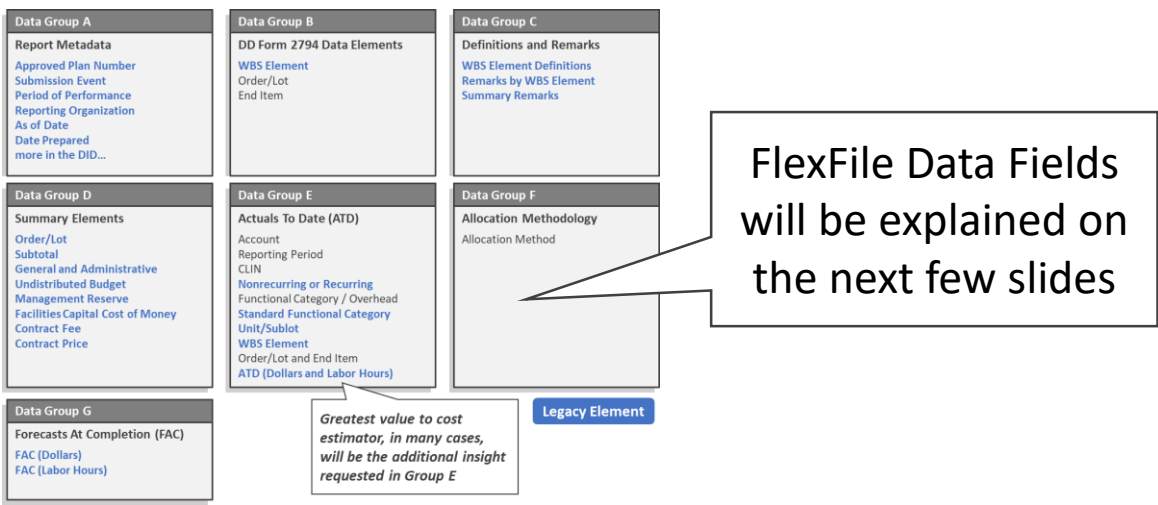 Data Group A
Report Metadata
Approved Plan Number
Submission Event
Period of Performance
Reporting Organization
As of Date
Date Prepared
more in the DID...
Data Group B
DD Form 2794 Data Elements
WBS Element
Order/Lot
End Item
Data Group C
Definitions and Remarks
WBS Element Definitions
Remarks by WBS Element
Summary Remarks
Data Group D
Summary Elements
Order/Lot
Subtotal
General and Administrative
Undistributed Budget
Management Reserve
Facilities Capital Cost of Money
Contract Fee
Contract Price
Data Group E
Actuals To Date (ATD)
Account
Reporting Period
CLIN
Nonrecurring or Recurring
Functional Category / Overhead
Standard Functional Category
Unit/Sublot
WBS Element
Order/Lot and End Item
ATD (Dollars and Labor Hours)
Data Group F
Allocation Methodology
Allocation Method
FlexFile Data Fields
will be explained on
the next few slides
Data Group G
Forecasts At Completion (FAC)
FAC (Dollars)
FAC (Labor Hours)
Greatest value to cost
estimator, in many cases,
will be the additional insight
requested in Group E
Legacy Element